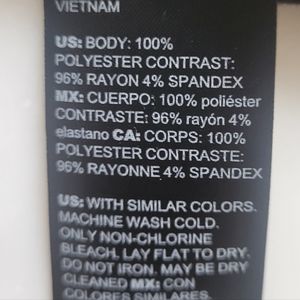 VIETNAM
US: BODY: 100%
POLYESTER CONTRAST:
96% RAYON 4% SPANDEX
MX: CUERPO: 100% poliéster
CONTRASTE: 96% rayón 4%
elastano CA: CORPS: 100%
POLYESTER CONTRASTE:
96% RAYONNE 4% SPANDEX
US: WITH SIMILAR COLORS.
MACHINE WASH COLD.
ONLY NON-CHLORINE
BLEACH. LAY FLAT TO DRY.
DO NOT IRON. MAY BE DRY
CLEANED MX: CON
COLORES SIMILARES.